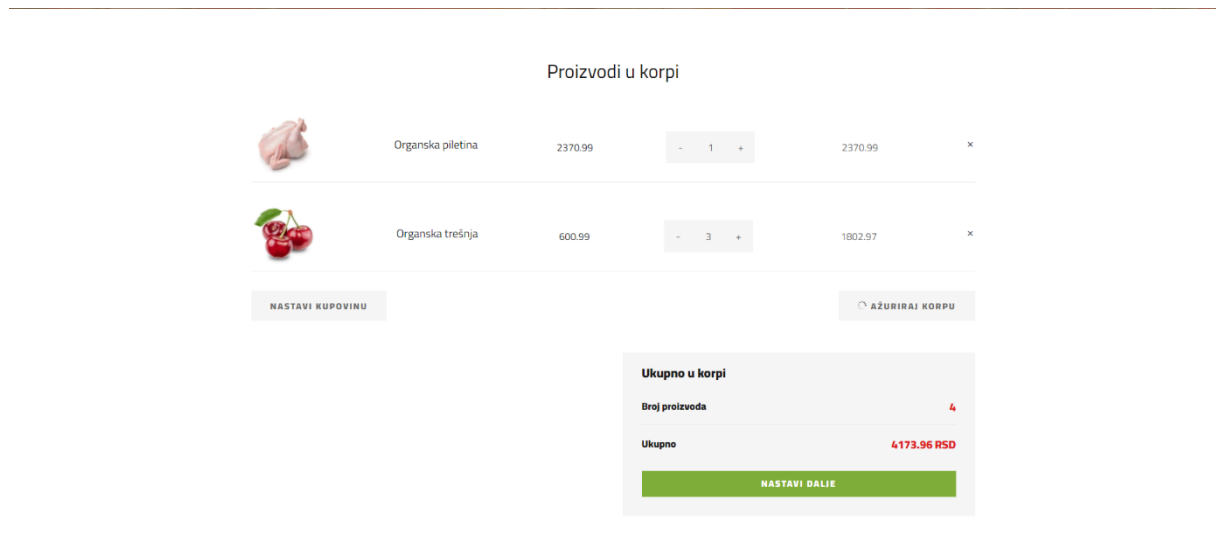 Proizvodi u korpi
Organska piletina 2370.99 - 1 + 2370.99 ×
Organska trešnja 600.99 - 3 + 1802.97 ×
NASTAVI KUPOVINU AŽURIRAJ KORPU
Ukupno u korpi
Broj proizvoda 4
Ukupno 4173.96 RSD
NASTAVI DALJE